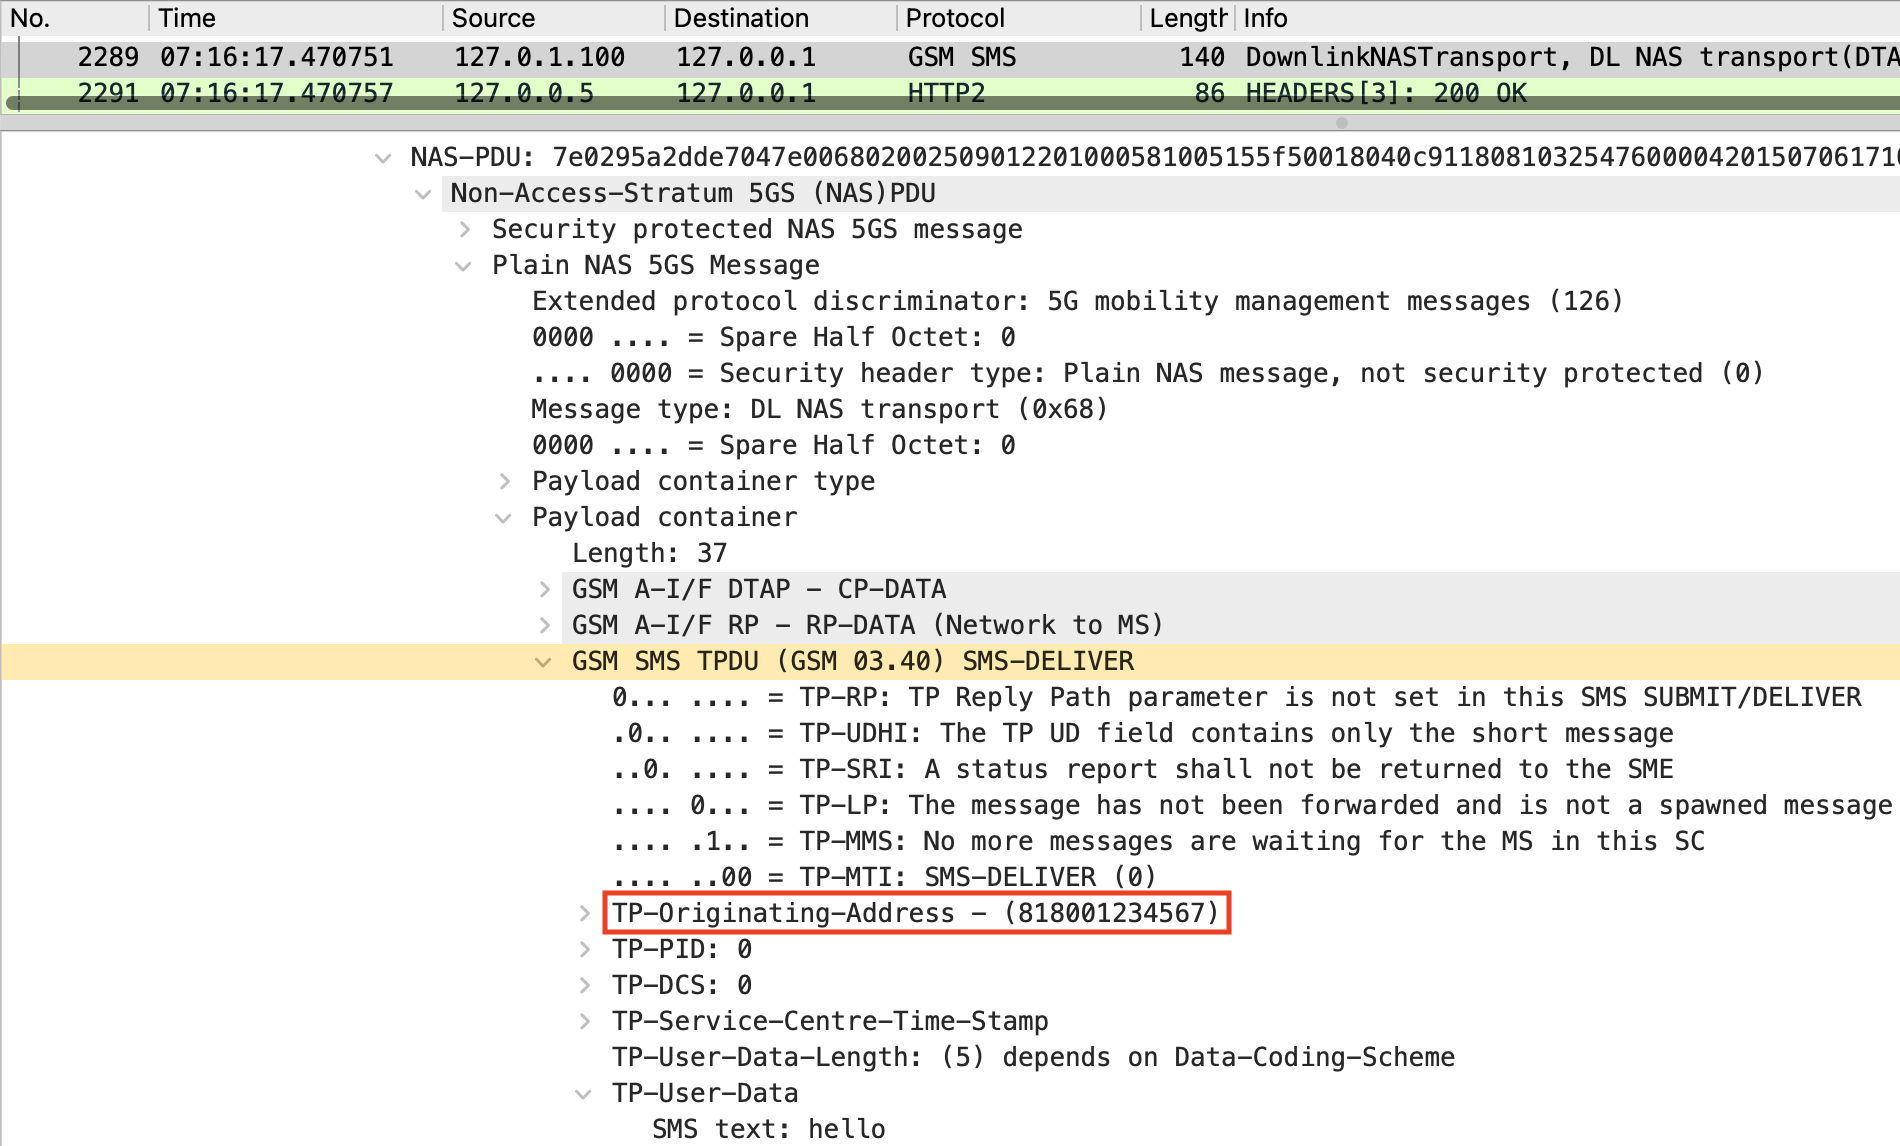 No. Time Source Destination Protocol Length Info
2289 07:16:17.470751 127.0.1.100 127.0.0.1 GSM SMS 140 DownlinkNASTransport, DL NAS transport(DTA
2291 07:16:17.470757 127.0.0.5 127.0.0.1 HTTP2 86 HEADERS[3]: 200 OK
NAS-PDU:
Non-Access-Stratum 5GS (NAS)PDU
Security protected NAS 5GS message
Plain NAS 5GS Message
Extended protocol discriminator: 5G mobility management messages (126)
0000 .... = Spare Half Octet: 0
.... 0000 = Security header type: Plain NAS message, not security protected (0)
Message type: DL NAS transport (0x68)
0000 .... = Spare Half Octet: 0
Payload container type
Payload container
Length: 37
GSM A-I/F DTAP - CP-DATA
GSM A-I/F RP - RP-DATA (Network to MS)
GSM SMS TPDU (GSM 03.40) SMS-DELIVER
0... .... = TP-RP: TP Reply Path parameter is not set in this SMS SUBMIT/DELIVER
.0.. .... = TP-UDHI: The TP UD field contains only the short message
..0. .... = TP-SRI: A status report shall not be returned to the SME
.... 0... = TP-LP: The message has not been forwarded and is not a spawned message
.... .1.. = TP-MMS: No more messages are waiting for the MS in this SC
.... ..00 = TP-MTI: SMS-DELIVER (0)
TP-Originating-Address - (818001234567)
TP-PID: 0
TP-DCS: 0
TP-Service-Centre-Time-Stamp
TP-User-Data-Length: (5) depends on Data-Coding-Scheme
TP-User-Data
SMS text: hello